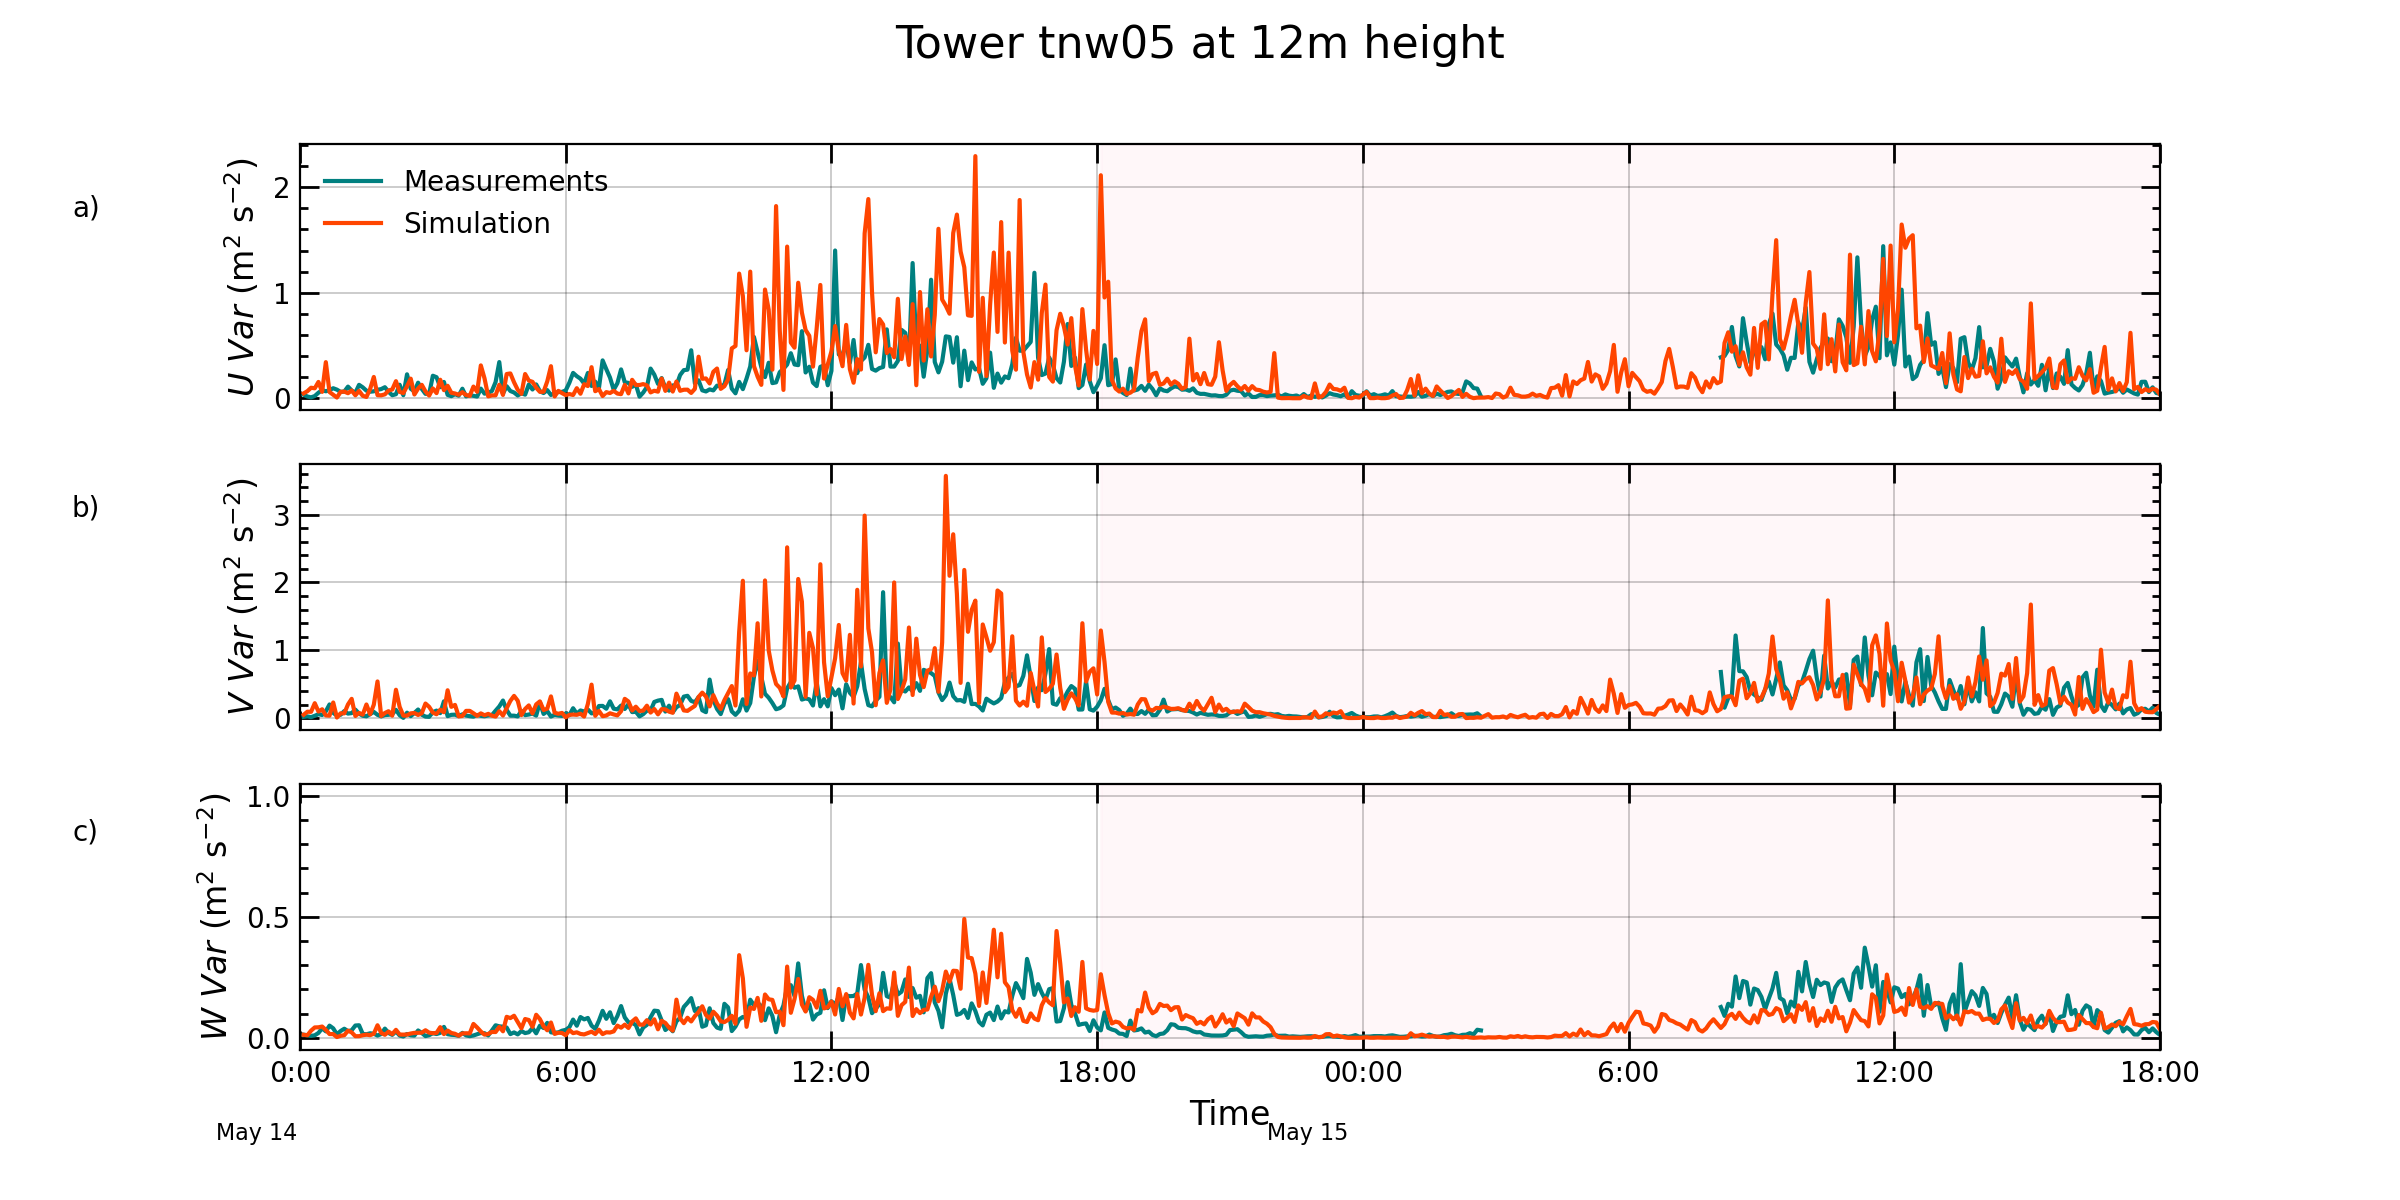 Tower tnw05 at 12m height
a)
U Var (m² s⁻²)
2
1
0
Measurements
Simulation
b)
V Var (m² s⁻²)
3
2
1
0
c)
W Var (m² s⁻²)
1.0
0.5
0.0
0:00 6:00 12:00 18:00 00:00 6:00 12:00 18:00
Time
May 14 May 15